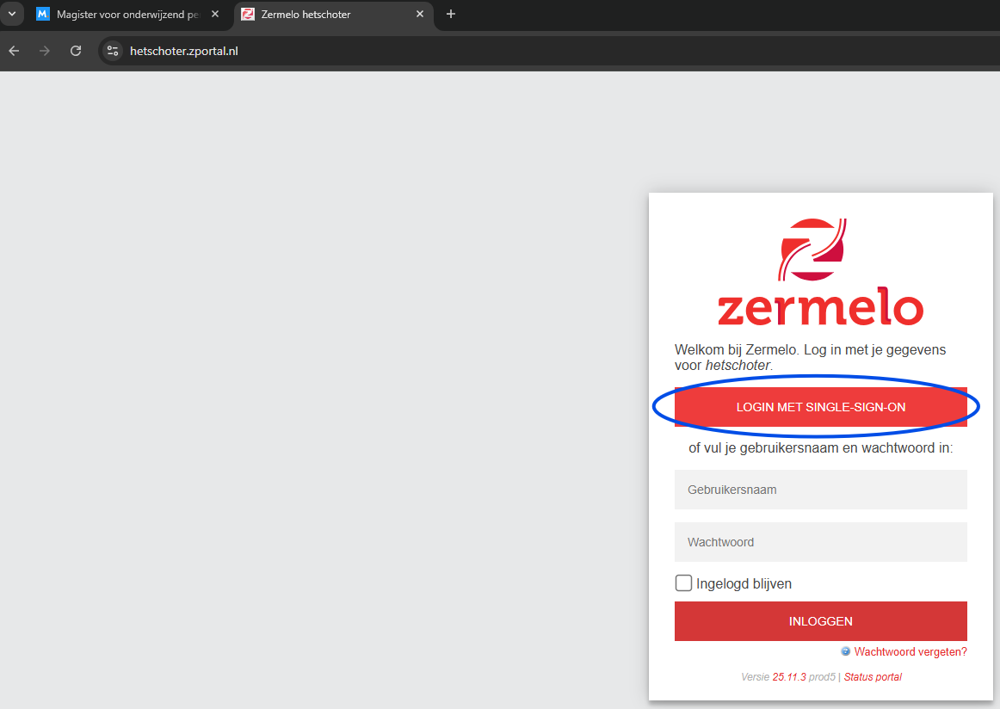 M Magister voor onderwijzend pe
Zermelo hetschoter
hetschoter.zportal.nl
zermelo
Welkom bij Zermelo. Log in met je gegevens
voor hetschoter.
LOGIN MET SINGLE-SIGN-ON
of vul je gebruikersnaam en wachtwoord in:
Gebruikersnaam
Wachtwoord
Ingelogd blijven
INLOGGEN
Wachtwoord vergeten?
Versie 25.11.3 prod5 | Status portal